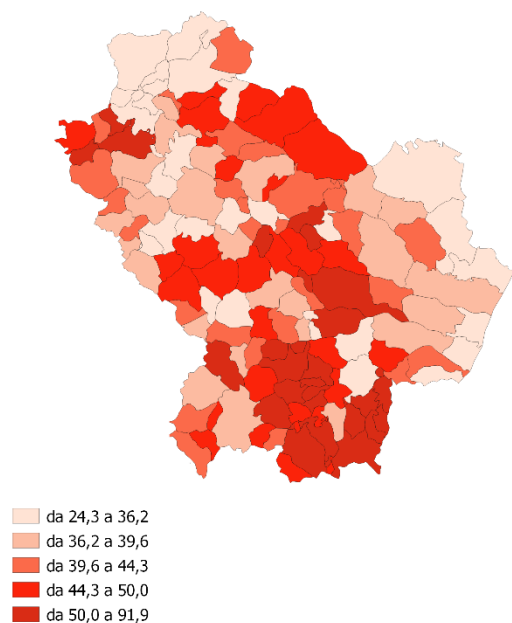 da 24,3 a 36,2
da 36,2 a 39,6
da 39,6 a 44,3
da 44,3 a 50,0
da 50,0 a 91,9